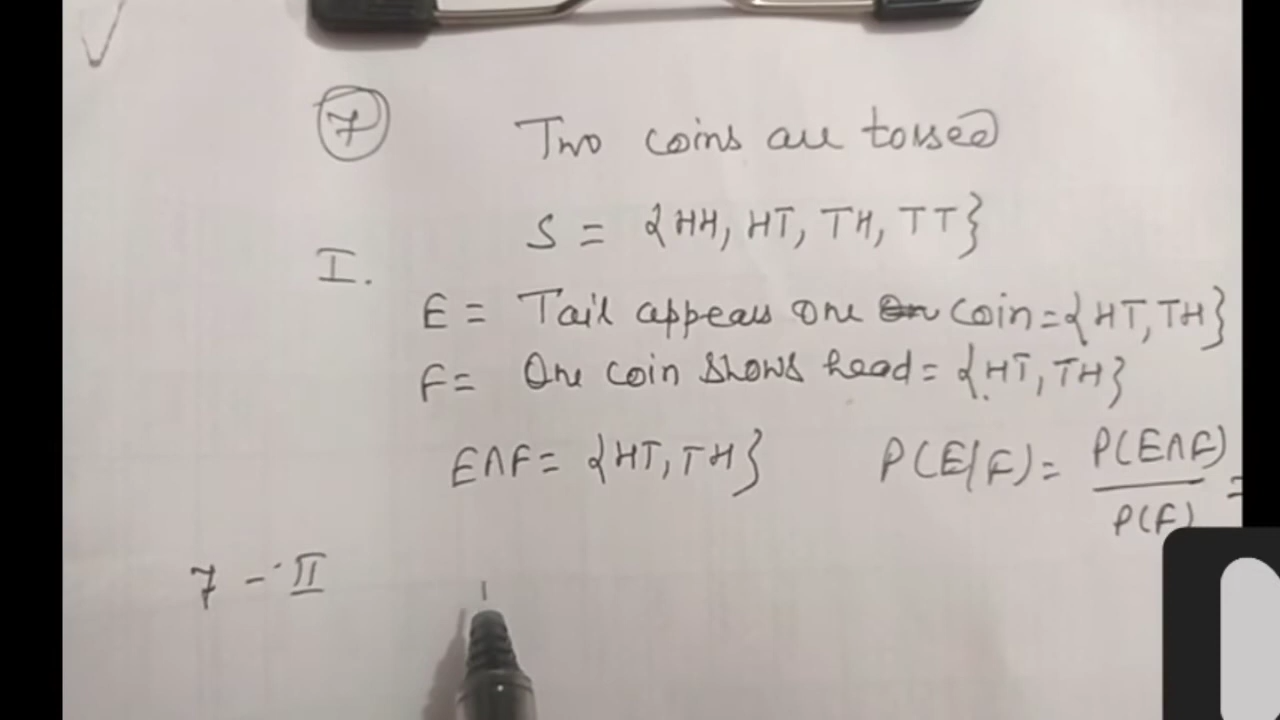 7 Two coins are tossed
S = {HH, HT, TH, TT}
I.
E = Tail appears one coin = {HT, TH}
F = One coin shows head = {HT, TH}
E∩F = {HT, TH} P(E/F) = P(E∩F) / P(F) =
7 - II